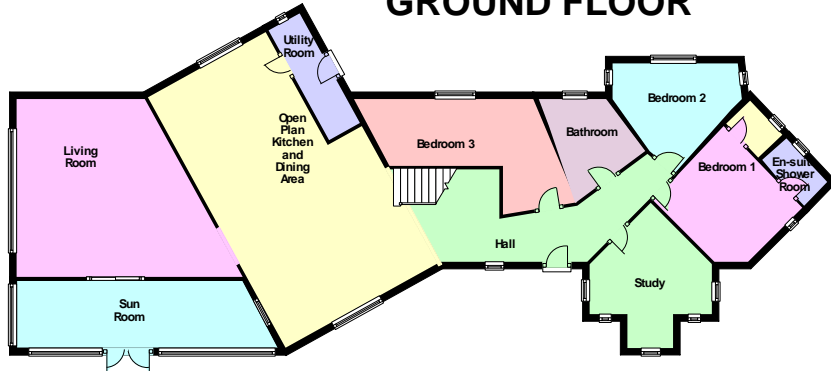 GROUND FLOOR
Utility
Room
Bedroom 2
Open
Plan
Kitchen
and
Dining
Area
Bathroom
Living
Room
Bedroom 3
Bedroom 1
En-suit
Shower
Room
Hall
Study
Sun
Room